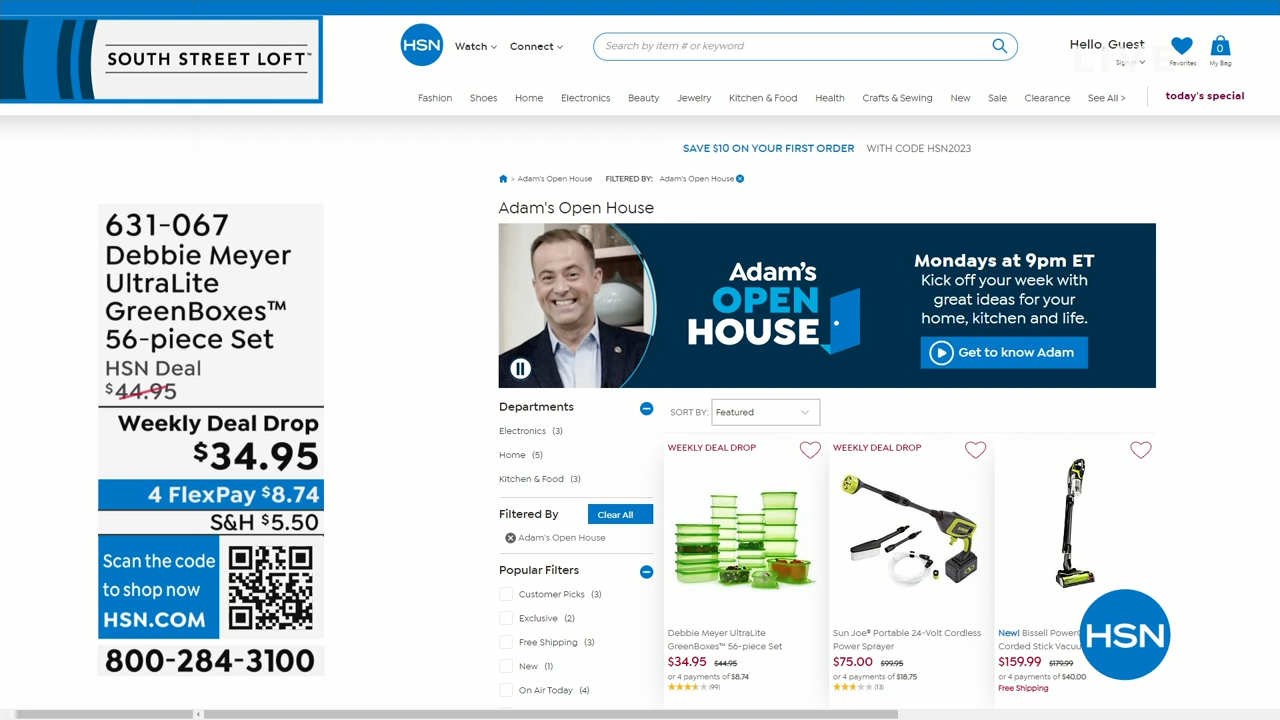 SOUTH STREET LOFT™
HSN
Watch
Connect
Search by item # or keyword
Hello, Guest
Favorites
0
My Bag
Fashion
Shoes
Home
Electronics
Beauty
Jewelry
Kitchen & Food
Health
Crafts & Sewing
New
Sale
Clearance
See All >
today's special
SAVE $10 ON YOUR FIRST ORDER WITH CODE HSN2023
> Adam's Open House FILTERED BY: Adam's Open House
Adam's Open House
Adam's
OPEN
HOUSE
Mondays at 9pm ET
Kick off your week with
great ideas for your
home, kitchen and life.
Get to know Adam
631-067
Debbie Meyer
UltraLite
GreenBoxes™
56-piece Set
HSN Deal
$44.95
Weekly Deal Drop
$34.95
4 FlexPay $8.74
S&H $5.50
Scan the code
to shop now
HSN.COM
800-284-3100
Departments
Electronics (3)
Home (5)
Kitchen & Food (3)
Filtered By
Clear All
Adam's Open House
Popular Filters
Customer Picks (3)
Exclusive (2)
Free Shipping (3)
New (1)
On Air Today (4)
SORT BY: Featured
WEEKLY DEAL DROP
Debbie Meyer UltraLite
GreenBoxes™ 56-piece Set
$34.95 $44.95
or 4 payments of $8.74
(99)
WEEKLY DEAL DROP
Sun Joe® Portable 24-Volt Cordless
Power Sprayer
$75.00 $99.95
or 4 payments of $18.75
(13)
New! Bissell Power
Corded Stick Vacuu
$159.99 $179.99
or 4 payments of $40.00
Free Shipping
HSN